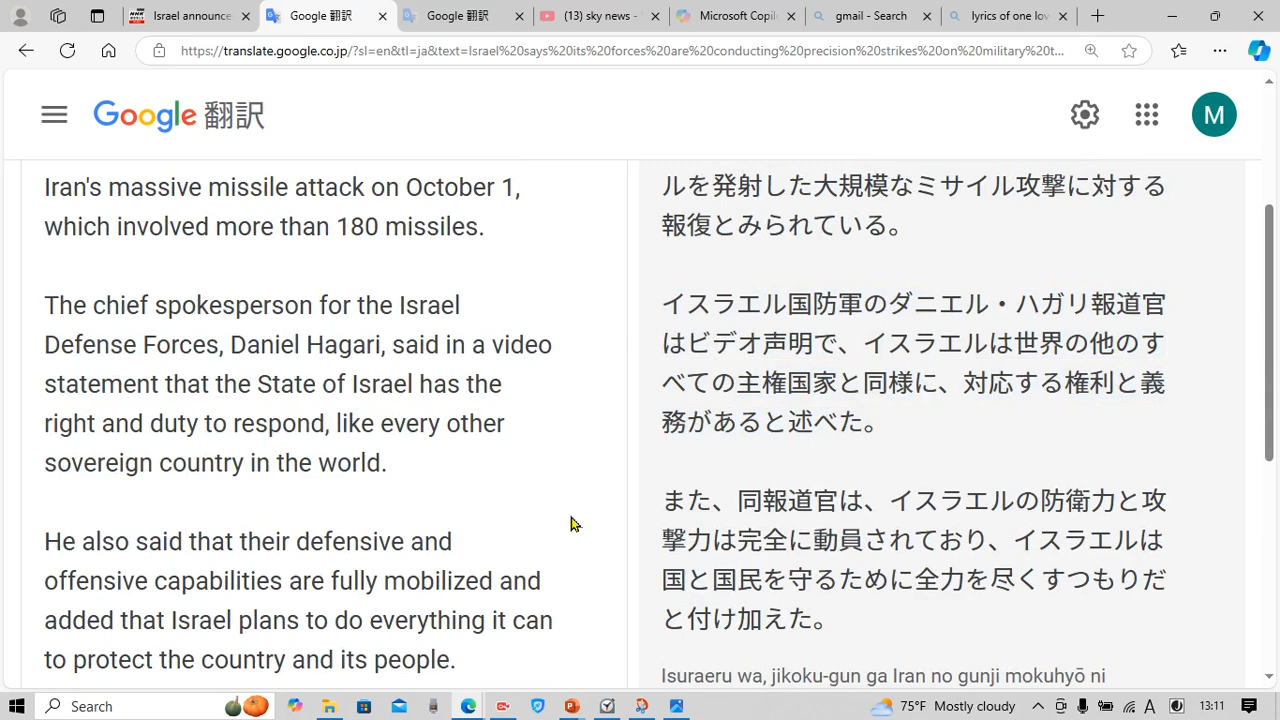 Israel announce
Google 翻訳
Google 翻訳
(13) sky news -
Microsoft Copil
gmail - Search
lyrics of one lov
https://translate.google.co.jp/?sl=en&tl=ja&text=Israel%20says%20its%20forces%20are%20conducting%20precision%20strikes%20on%20military%20t...
Google 翻訳
M
Iran's massive missile attack on October 1,
which involved more than 180 missiles.
The chief spokesperson for the Israel
Defense Forces, Daniel Hagari, said in a video
statement that the State of Israel has the
right and duty to respond, like every other
sovereign country in the world.
He also said that their defensive and
offensive capabilities are fully mobilized and
added that Israel plans to do everything it can
to protect the country and its people.
ルを発射した大規模なミサイル攻撃に対する
報復とみられている。
イスラエル国防軍のダニエル・ハガリ報道官
はビデオ声明で、イスラエルは世界の他のす
べての主権国家と同様に、対応する権利と義
務があると述べた。
また、同報道官は、イスラエルの防衛力と攻
撃力は完全に動員されており、イスラエルは
国と国民を守るために全力を尽くすつもりだ
と付け加えた。
Isuraeru wa, jikoku-gun ga Iran no gunji mokuhyō ni
Search
75°F Mostly cloudy
A
13:11